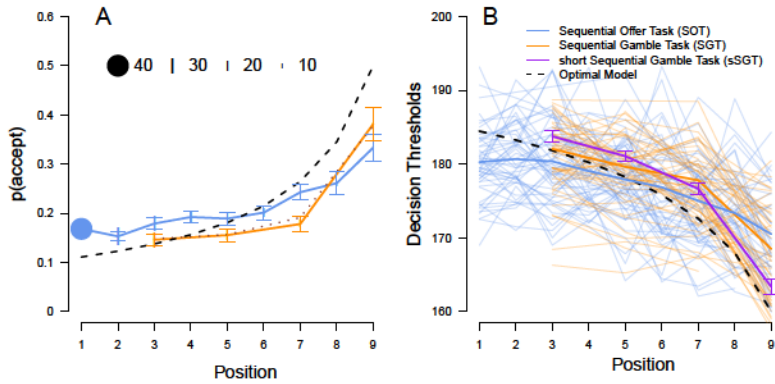 A
0.6
0.5
0.4
0.3
0.2
0.1
0
p(accept)
40 30 20 10
1 2 3 4 5 6 7 8 9
Position
B
200
190
180
170
160
Decision Thresholds
Sequential Offer Task (SOT)
Sequential Gamble Task (SGT)
short Sequential Gamble Task (sSGT)
Optimal Model
1 2 3 4 5 6 7 8 9
Position